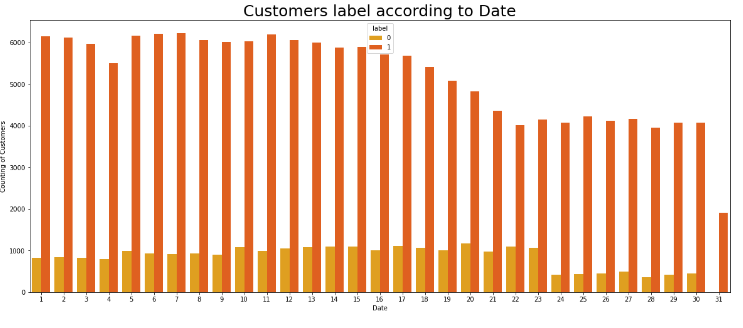 Customers label according to Date
label
0
1
6000
5000
4000
3000
2000
1000
0
Counting of Customers
1 2 3 4 5 6 7 8 9 10 11 12 13 14 15 16 17 18 19 20 21 22 23 24 25 26 27 28 29 30 31
Date